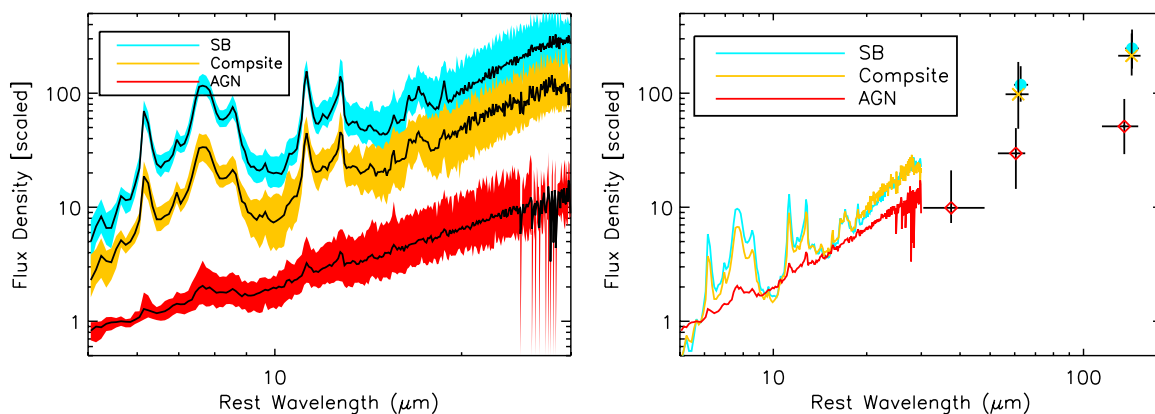 SB
Compsite
AGN
100
10
1
Flux Density [scaled]
10
Rest Wavelength (μm)
SB
Compsite
AGN
100
10
1
Flux Density [scaled]
10
100
Rest Wavelength (μm)